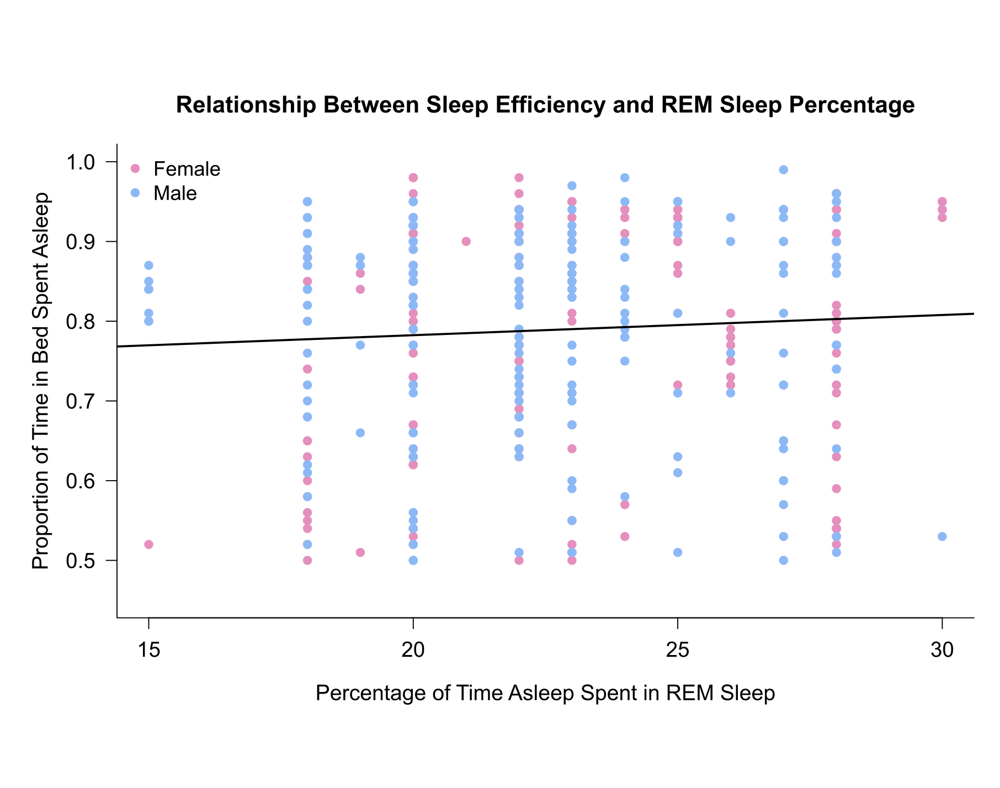 Relationship Between Sleep Efficiency and REM Sleep Percentage
Female
Male
1.0
0.9
0.8
0.7
0.6
0.5
Proportion of Time in Bed Spent Asleep
15 20 25 30
Percentage of Time Asleep Spent in REM Sleep